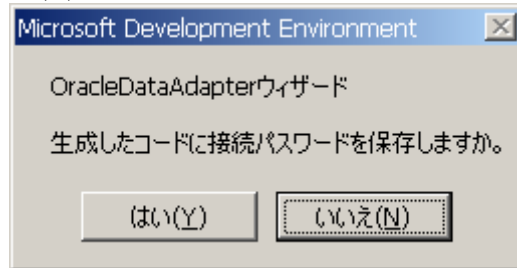 Microsoft Development Environment
OracleDataAdapterウィザード
生成したコードに接続パスワードを保存しますか。
はい(Y)
いいえ(N)